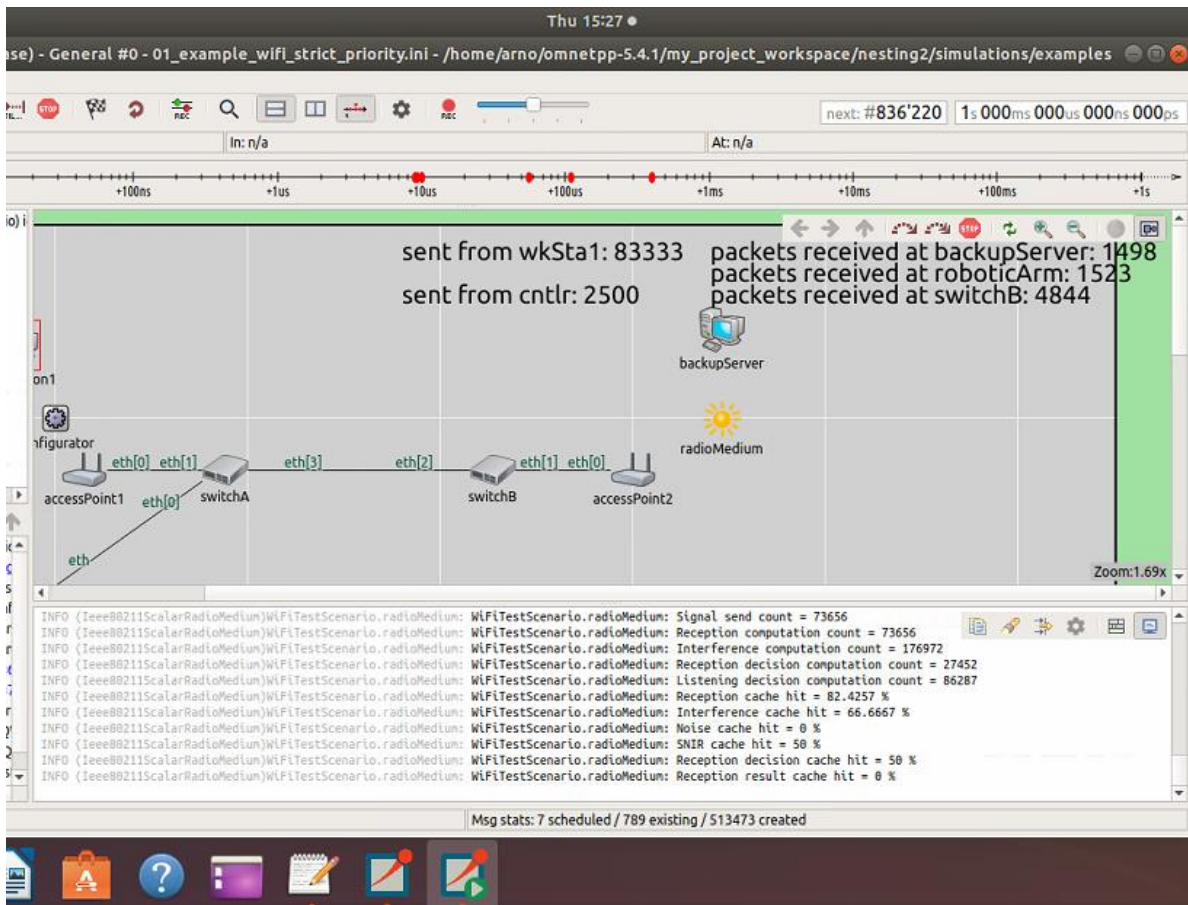 Thu 15:27
ase) - General #0 - 01_example_wifi_strict_priority.ini - /home/arno/omnetpp-5.4.1/my_project_workspace/nesting2/simulations/examples
STOP
REC
REC
next: #836'220 1s 000ms 000us 000ns 000ps
In: n/a At: n/a
+100ns +1us +10us +100us +1ms +10ms +100ms +1s
io) i
STOP
sent from wkSta1: 83333 packets received at backupServer: 1498
packets received at roboticArm: 1523
sent from cntlr: 2500 packets received at switchB: 4844
backupServer
on1
nfigurator
radioMedium
eth[0] eth[1] eth[3] eth[2] eth[1] eth[0]
accessPoint1 eth[0] switchA switchB accessPoint2
eth
Zoom:1.69x
INFO (Ieee80211ScalarRadioMedium)WiFiTestScenario.radioMedium: WiFiTestScenario.radioMedium: Signal send count = 73656
INFO (Ieee80211ScalarRadioMedium)WiFiTestScenario.radioMedium: WiFiTestScenario.radioMedium: Reception computation count = 73656
INFO (Ieee80211ScalarRadioMedium)WiFiTestScenario.radioMedium: WiFiTestScenario.radioMedium: Interference computation count = 176972
INFO (Ieee80211ScalarRadioMedium)WiFiTestScenario.radioMedium: WiFiTestScenario.radioMedium: Reception decision computation count = 27452
INFO (Ieee80211ScalarRadioMedium)WiFiTestScenario.radioMedium: WiFiTestScenario.radioMedium: Listening decision computation count = 86287
INFO (Ieee80211ScalarRadioMedium)WiFiTestScenario.radioMedium: WiFiTestScenario.radioMedium: Reception cache hit = 82.4257 %
INFO (Ieee80211ScalarRadioMedium)WiFiTestScenario.radioMedium: WiFiTestScenario.radioMedium: Interference cache hit = 66.6667 %
INFO (Ieee80211ScalarRadioMedium)WiFiTestScenario.radioMedium: WiFiTestScenario.radioMedium: Noise cache hit = 0 %
INFO (Ieee80211ScalarRadioMedium)WiFiTestScenario.radioMedium: WiFiTestScenario.radioMedium: SNIR cache hit = 50 %
INFO (Ieee80211ScalarRadioMedium)WiFiTestScenario.radioMedium: WiFiTestScenario.radioMedium: Reception decision cache hit = 50 %
INFO (Ieee80211ScalarRadioMedium)WiFiTestScenario.radioMedium: WiFiTestScenario.radioMedium: Reception result cache hit = 0 %
Msg stats: 7 scheduled / 789 existing / 513473 created